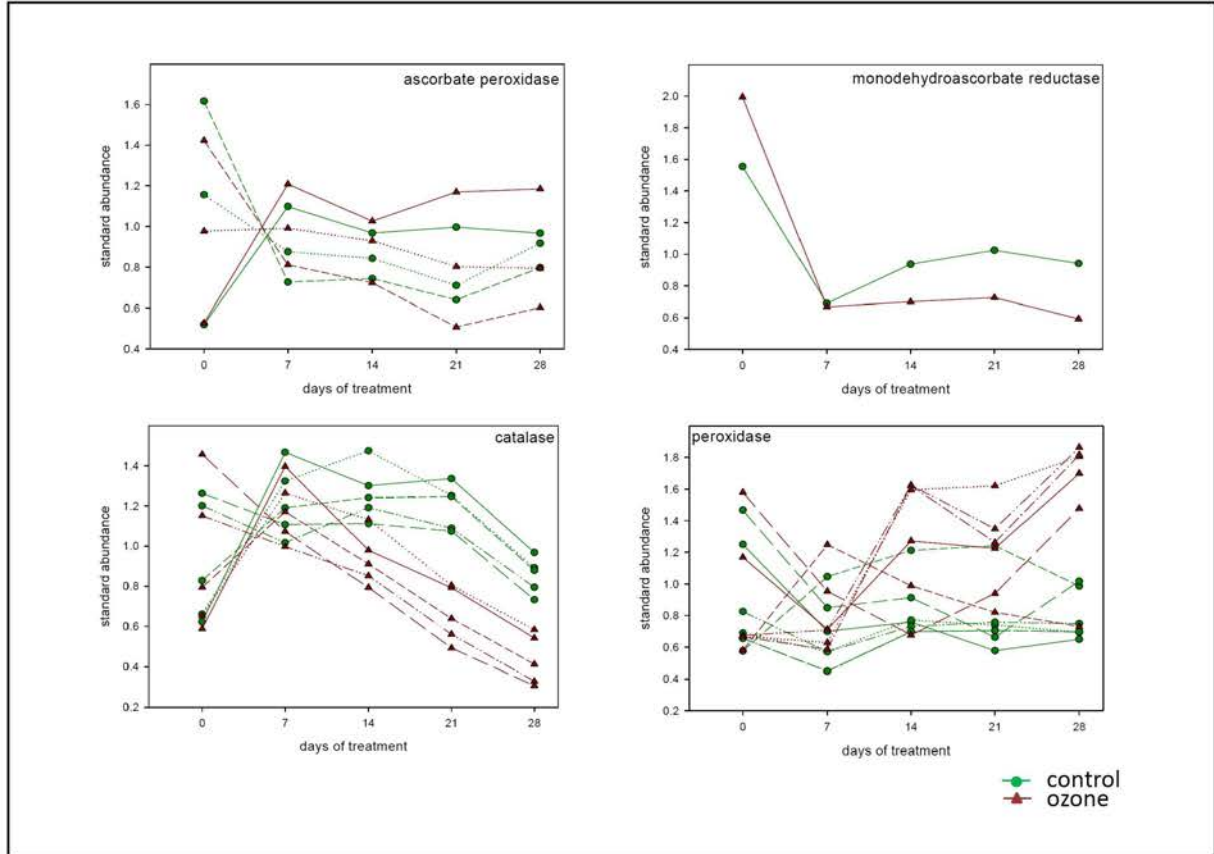 ascorbate peroxidase
1.6
1.4
1.2
1.0
0.8
0.6
0.4
standard abundance
0 7 14 21 28
days of treatment
monodehydroascorbate reductase
2.0
1.8
1.6
1.4
1.2
1.0
0.8
0.6
0.4
standard abundance
0 7 14 21 28
days of treatment
catalase
1.4
1.2
1.0
0.8
0.6
0.4
0.2
standard abundance
0 7 14 21 28
days of treatment
peroxidase
1.8
1.6
1.4
1.2
1.0
0.8
0.6
0.4
0.2
standard abundance
0 7 14 21 28
days of treatment
control
ozone